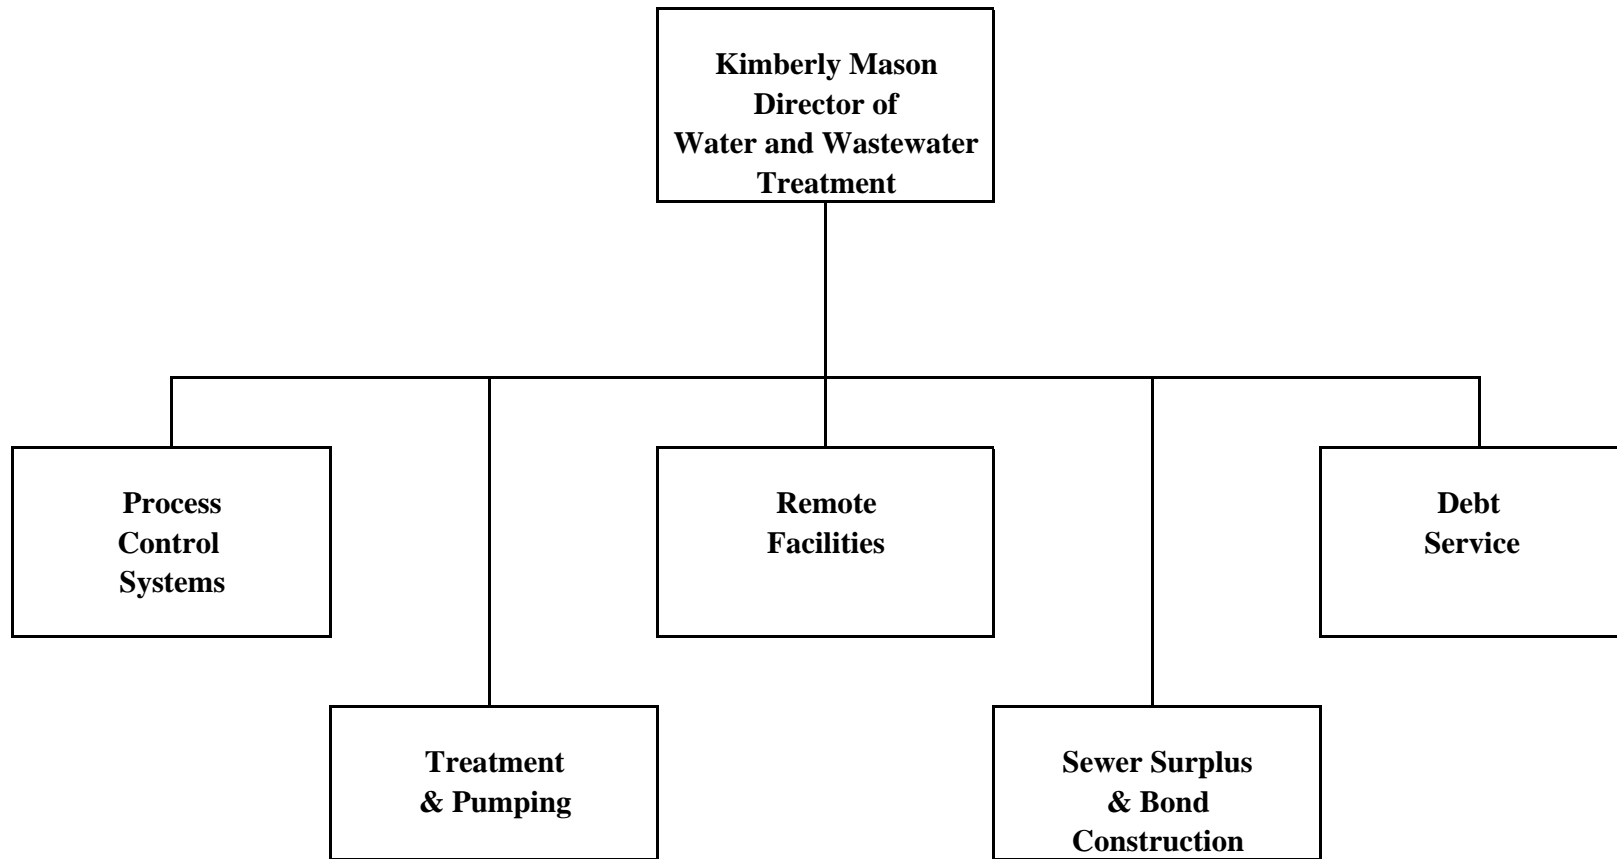 Kimberly Mason
Director of
Water and Wastewater
Treatment
Process
Control
Systems
Remote
Facilities
Debt
Service
Treatment
& Pumping
Sewer Surplus
& Bond
Construction